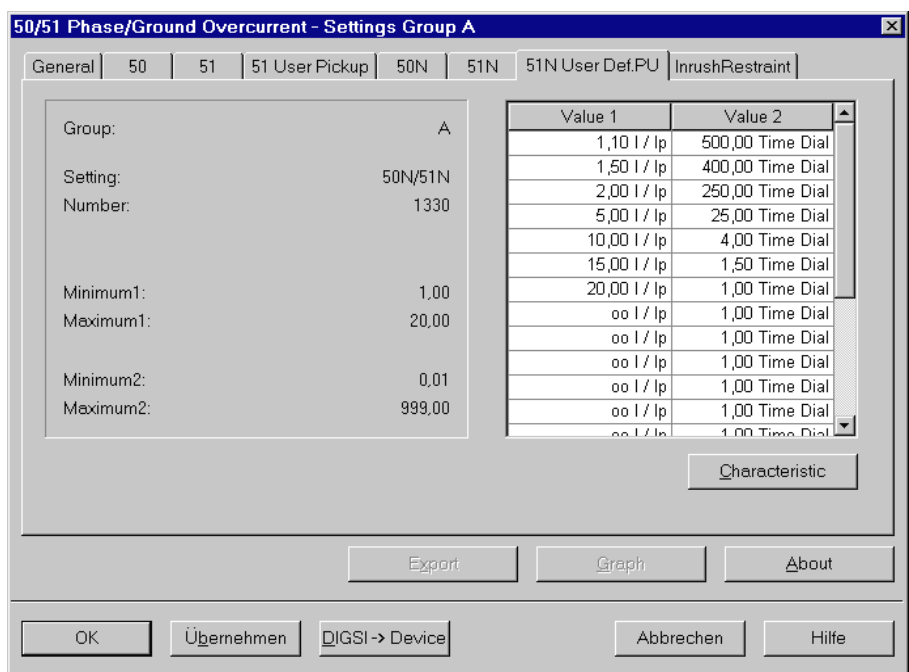 50/51 Phase/Ground Overcurrent - Settings Group A
General 50 51 51 User Pickup 50N 51N 51N User Def.PU InrushRestraint
Group: A
Setting: 50N/51N
Number: 1330
Minimum1: 1,00
Maximum1: 20,00
Minimum2: 0,01
Maximum2: 999,00
Value 1 Value 2
1,10 I / Ip 500,00 Time Dial
1,50 I / Ip 400,00 Time Dial
2,00 I / Ip 250,00 Time Dial
5,00 I / Ip 25,00 Time Dial
10,00 I / Ip 4,00 Time Dial
15,00 I / Ip 1,50 Time Dial
20,00 I / Ip 1,00 Time Dial
oo I / Ip 1,00 Time Dial
oo I / Ip 1,00 Time Dial
oo I / Ip 1,00 Time Dial
oo I / Ip 1,00 Time Dial
oo I / Ip 1,00 Time Dial
oo I / Ip 1,00 Time Dial
Characteristic
Export Graph About
OK Übernehmen DIGSI -> Device Abbrechen Hilfe